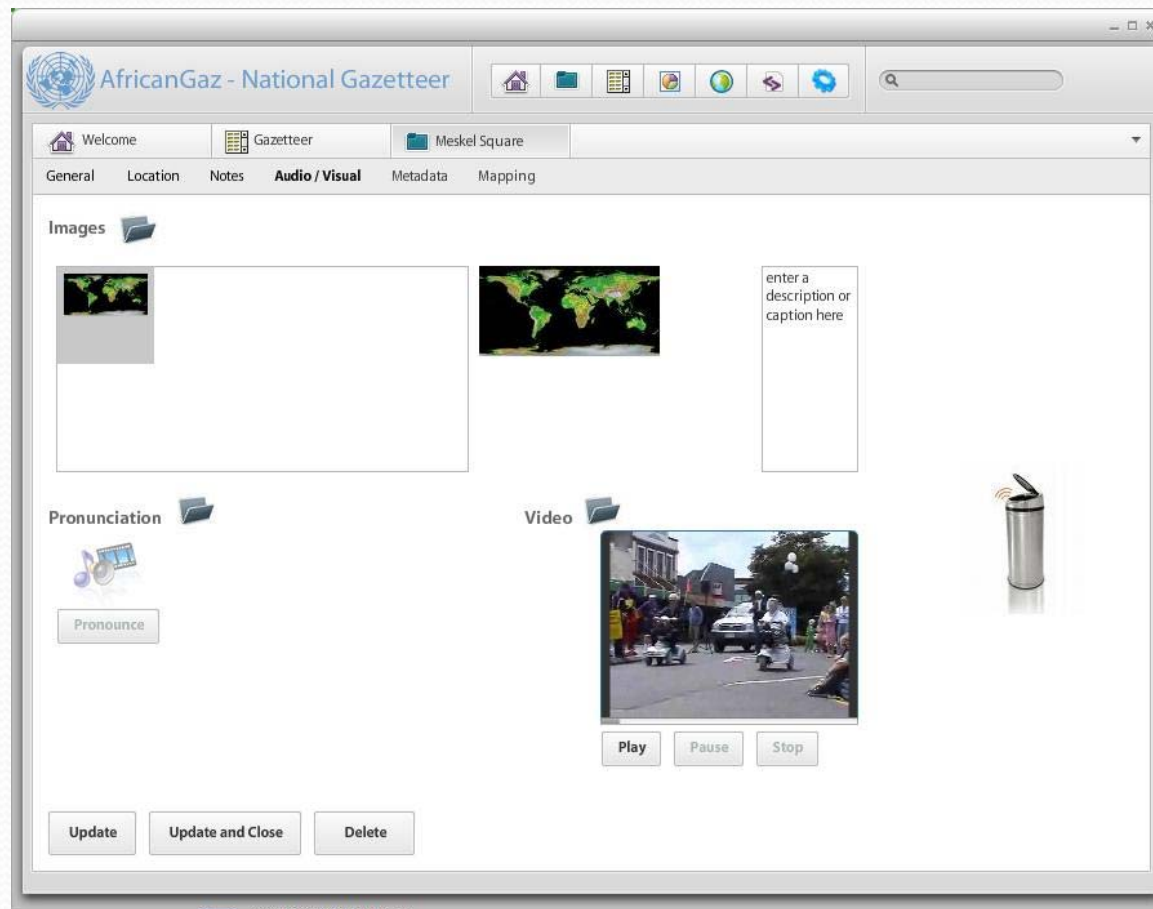 AfricanGaz - National Gazetteer
Welcome
Gazetteer
Meskel Square
General Location Notes Audio / Visual Metadata Mapping
Images
enter a
description or
caption here
Pronunciation
Video
Pronounce
Play Pause Stop
Update Update and Close Delete